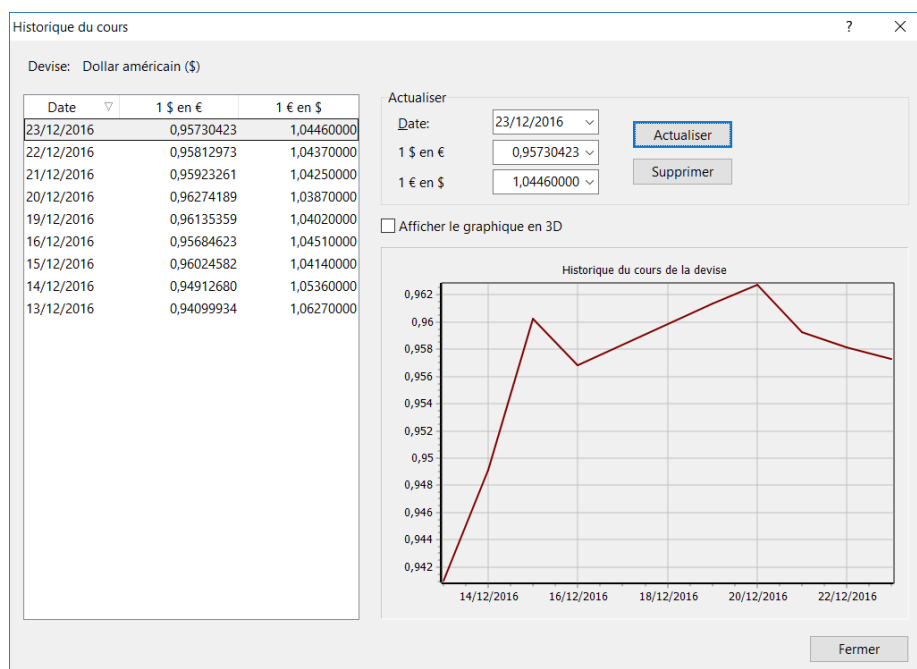 Historique du cours
Devise: Dollar américain ($)
Date 1 $ en € 1 € en $
23/12/2016 0,95730423 1,04460000
22/12/2016 0,95812973 1,04370000
21/12/2016 0,95923261 1,04250000
20/12/2016 0,96274189 1,03870000
19/12/2016 0,96135359 1,04020000
16/12/2016 0,95684623 1,04510000
15/12/2016 0,96024582 1,04140000
14/12/2016 0,94912680 1,05360000
13/12/2016 0,94099934 1,06270000
Actualiser
Date: 23/12/2016
Actualiser
1 $ en € 0,95730423
Supprimer
1 € en $ 1,04460000
Afficher le graphique en 3D
Historique du cours de la devise
0,962
0,96
0,958
0,956
0,954
0,952
0,95
0,948
0,946
0,944
0,942
14/12/2016 16/12/2016 18/12/2016 20/12/2016 22/12/2016
Fermer